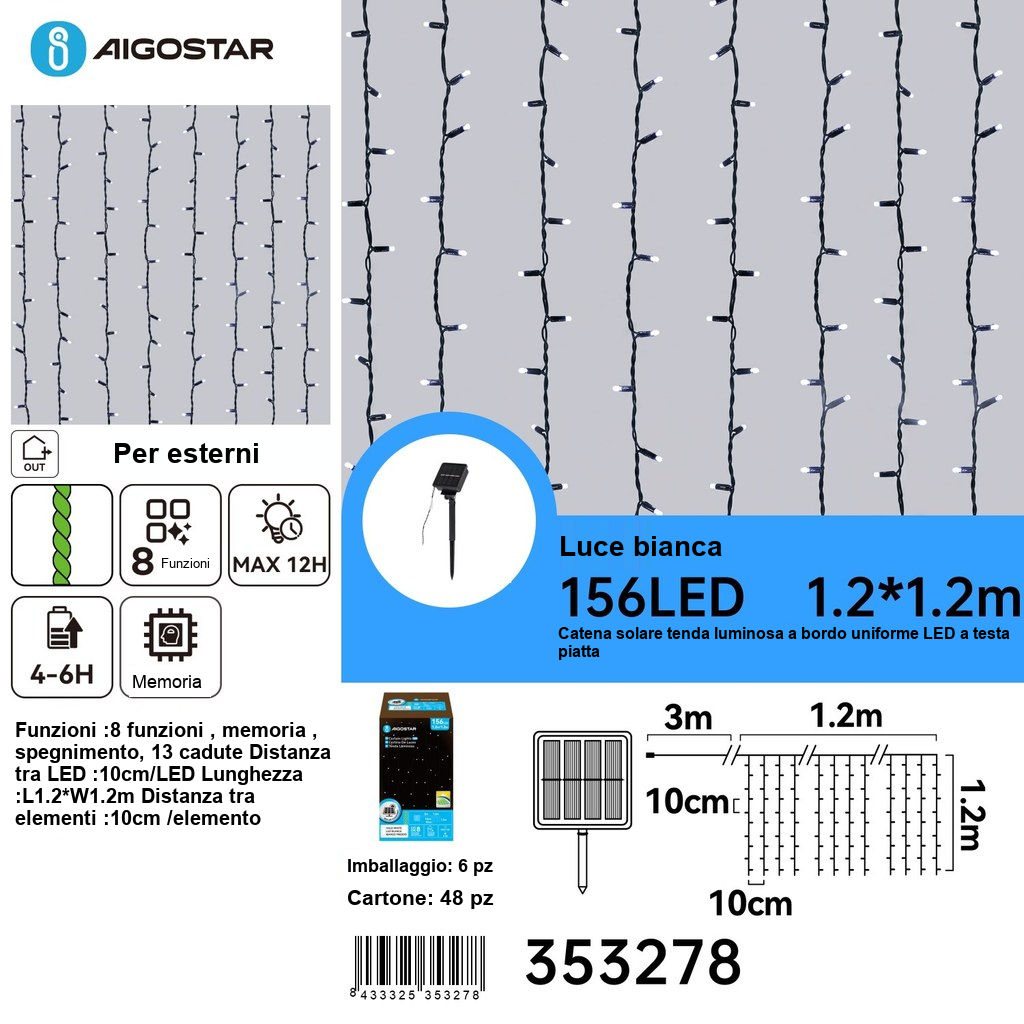 AIGOSTAR
OUT
Per esterni
8 Funzioni
MAX 12H
4-6H
Memoria
Funzioni :8 funzioni , memoria ,
spegnimento, 13 cadute Distanza
tra LED :10cm/LED Lunghezza
:L1.2*W1.2m Distanza tra
elementi :10cm /elemento
Luce bianca
156LED 1.2*1.2m
Catena solare tenda luminosa a bordo uniforme LED a testa
piatta
156
AIGOSTAR
Imballaggio: 6 pz
Cartone: 48 pz
3m
1.2m
10cm
1.2m
10cm
8 433325 353278
353278